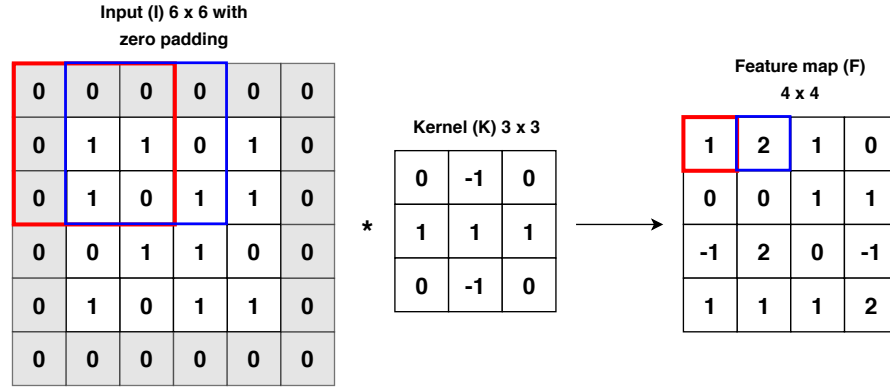 Input (I) 6 x 6 with
zero padding
0 0 0 0 0 0
0 1 1 0 1 0
0 1 0 1 1 0
0 0 1 1 0 0
0 1 0 1 1 0
0 0 0 0 0 0
*
Kernel (K) 3 x 3
0 -1 0
1 1 1
0 -1 0
Feature map (F)
4 x 4
1 2 1 0
0 0 1 1
-1 2 0 -1
1 1 1 2